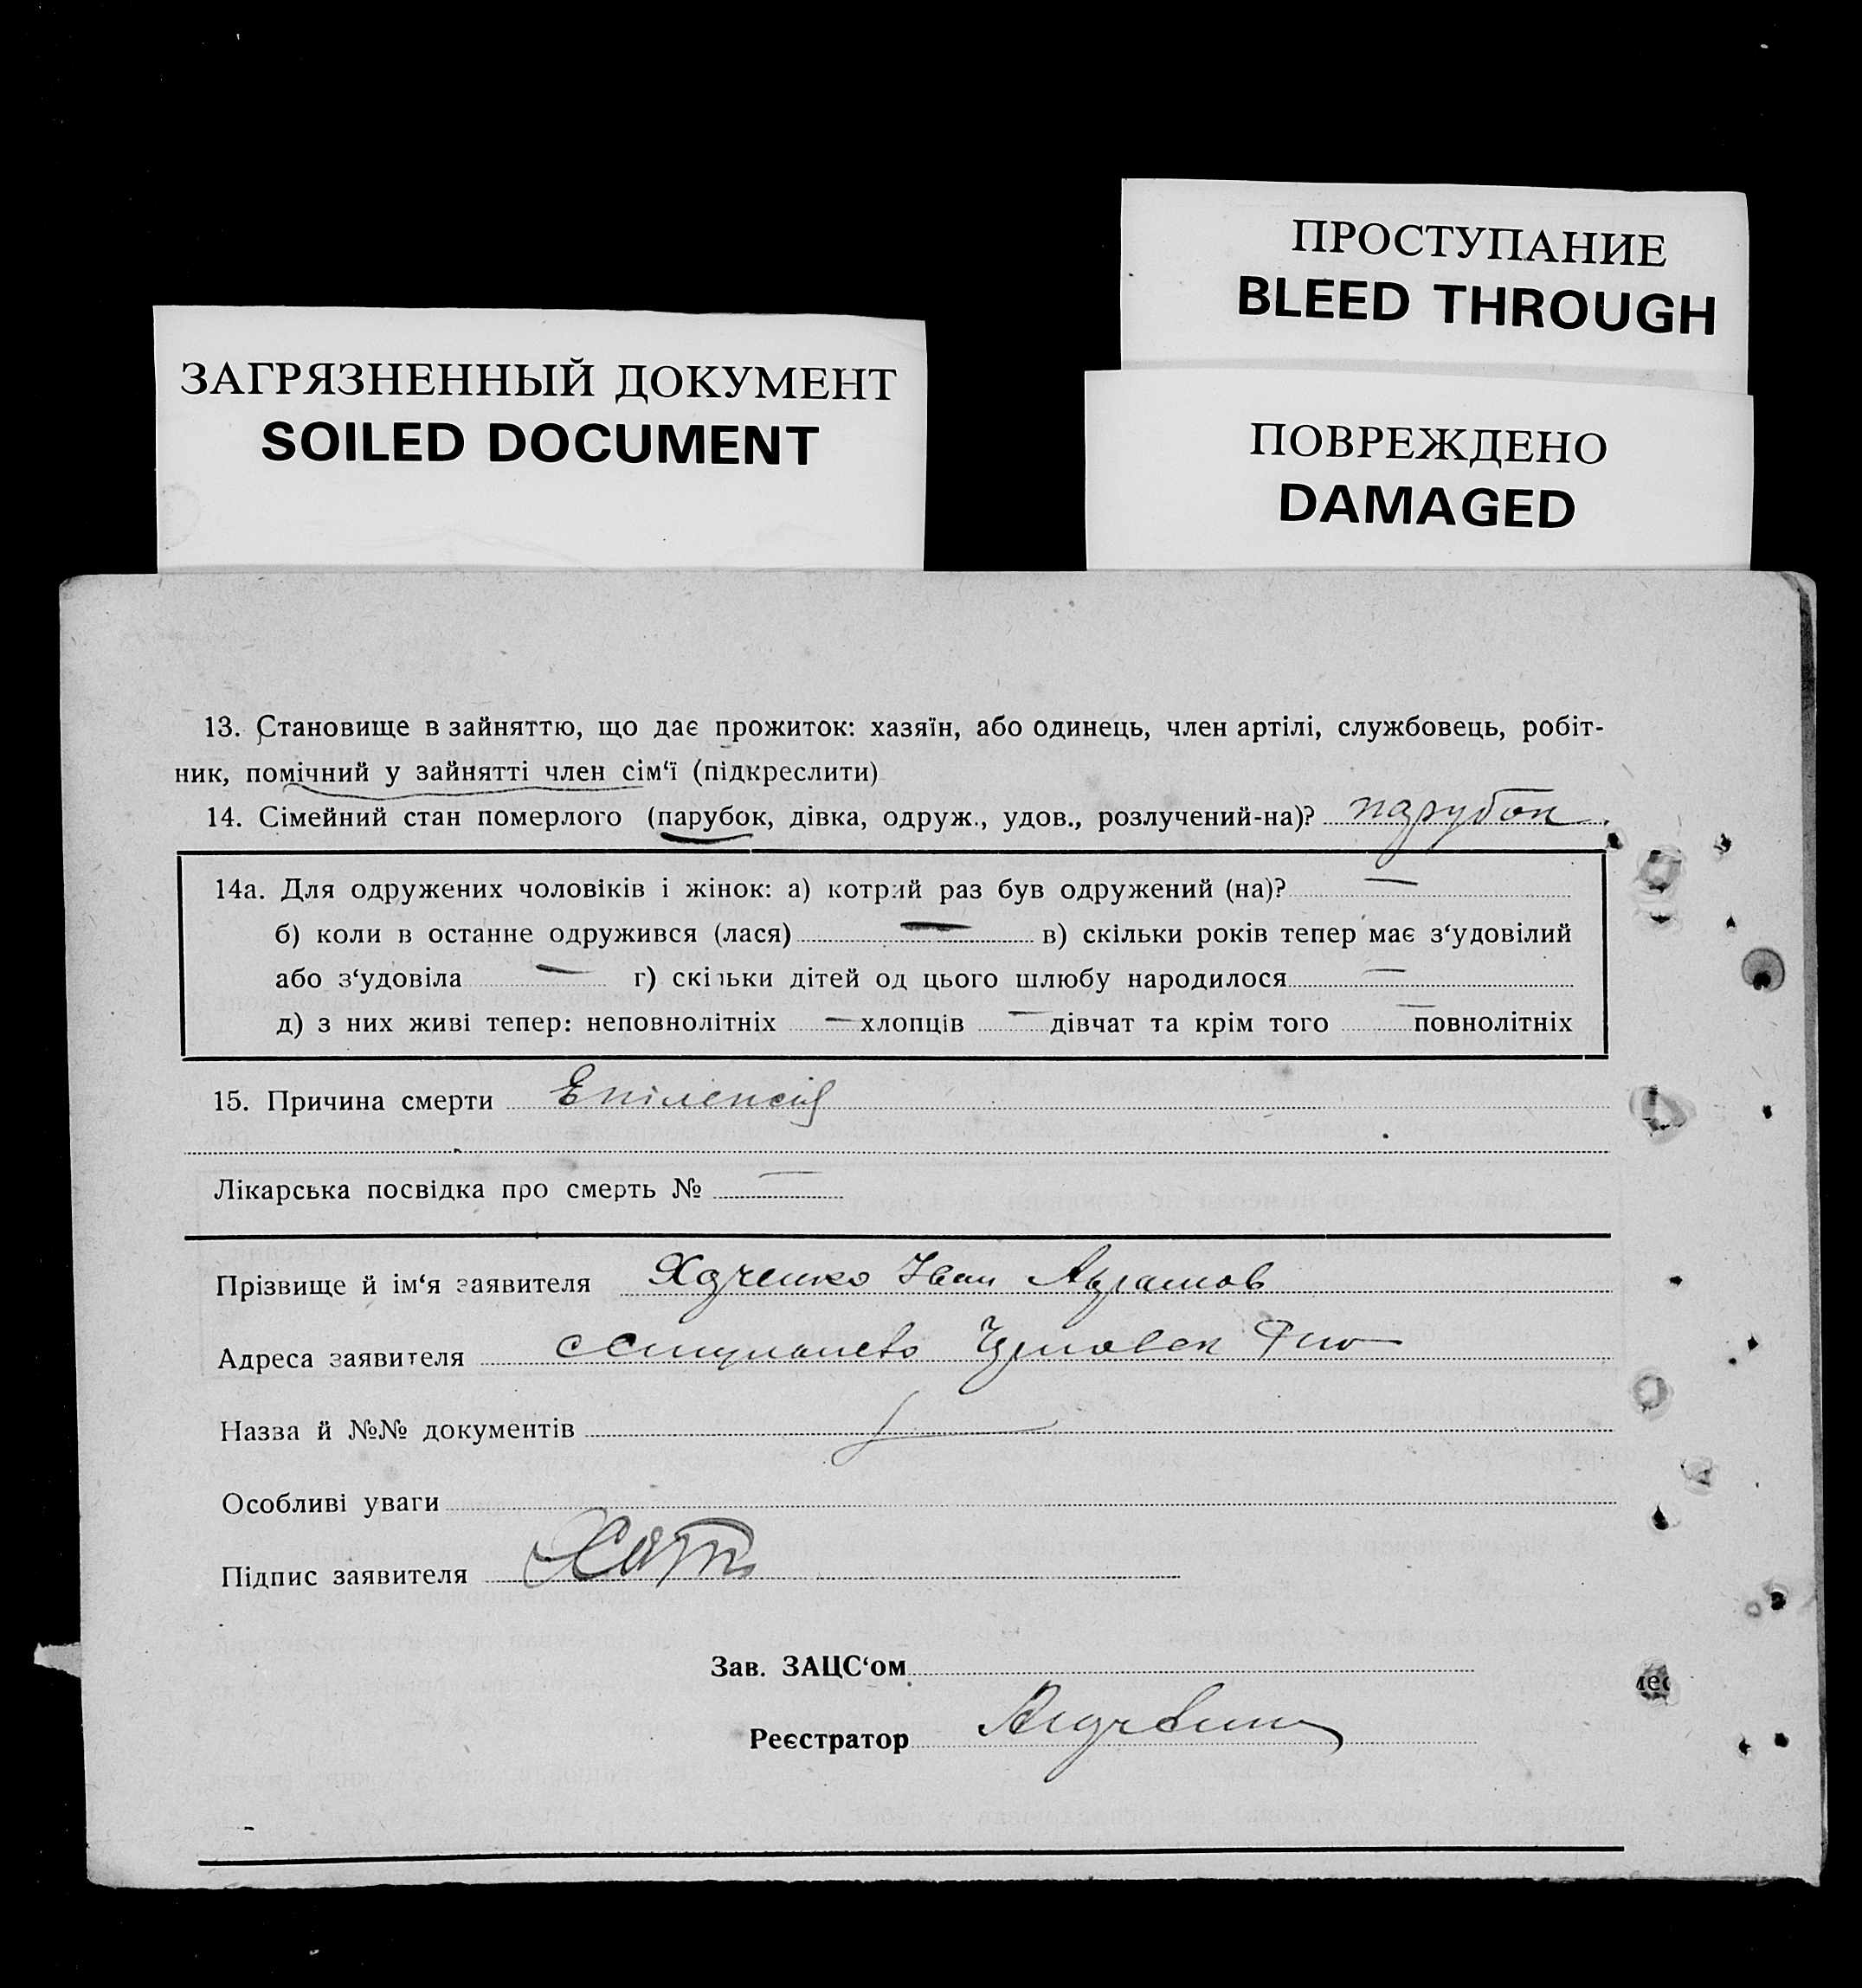 ПРОСТУПАНИЕ
BLEED THROUGH
ЗАГРЯЗНЕННЫЙ ДОКУМЕНТ
SOILED DOCUMENT
ПОВРЕЖДЕНО
DAMAGED
13. Становище в зайняттю, що дає прожиток: хазяїн, або одинець, член артілі, службовець, робіт-
ник, помічний у зайнятті член сім‘ї (підкреслити)
14. Сімейний стан померлого (парубок, дівка, одруж., удов., розлучений-на)? парубок
14а. Для одружених чоловіків і жінок: а) котрий раз був одружений (на)? —
б) коли в останне одружився (лася) — в) скільки років тепер має з‘удовілий
або з‘удовіла — г) скільки дітей од цього шлюбу народилося —
д) з них живі тепер: неповнолітніх — хлопців — дівчат та крім того — повнолітніх
15. Причина смерти Епілепсія
Лікарська посвідка про смерть № —
Прізвище й ім‘я заявителя Іван
Адреса заявителя
Назва й №№ документів
Особливі уваги
Підпис заявителя
Зав. ЗАЦС‘ом
Реєстратор